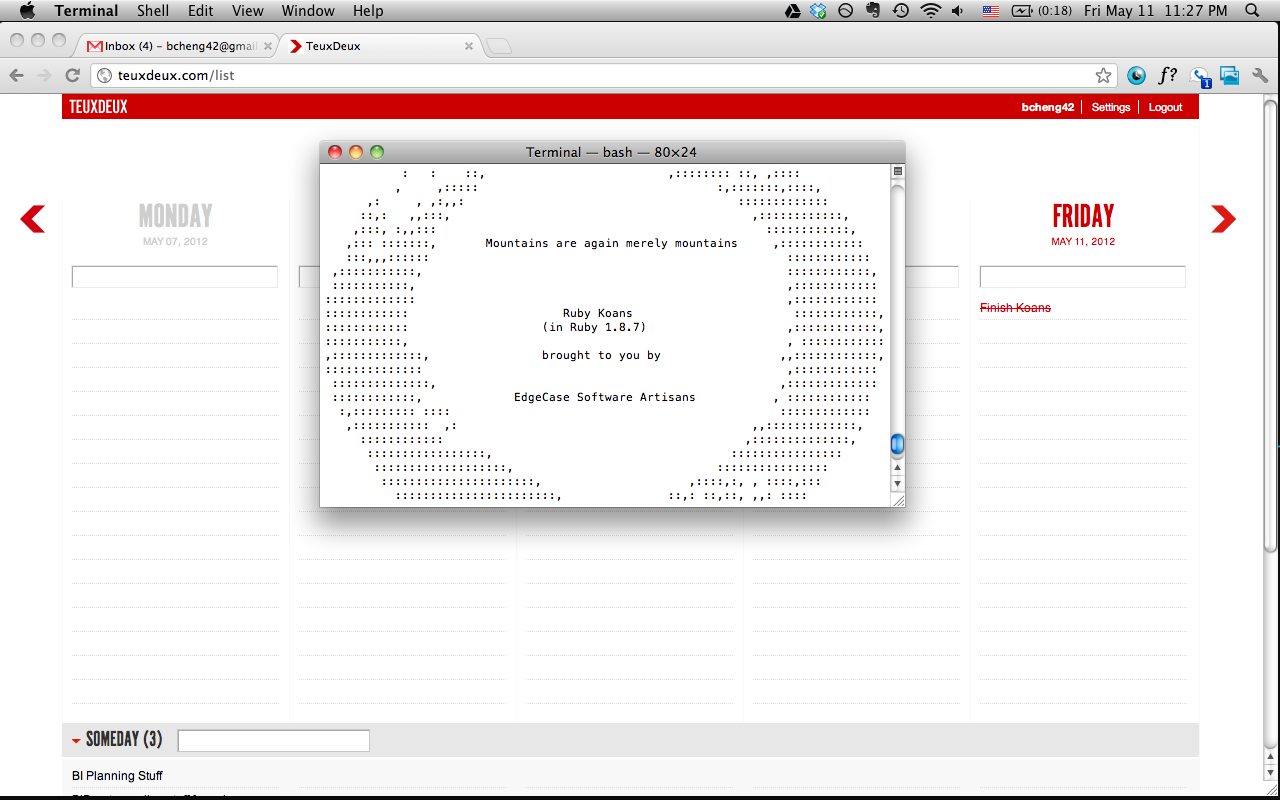 Terminal Shell Edit View Window Help (0:18) Fri May 11 11:27 PM
Inbox (4) – bcheng42@gmai
TeuxDeux
teuxdeux.com/list
f?
1
TEUXDEUX
bcheng42 Settings Logout
Terminal — bash — 80×24
MONDAY
MAY 07, 2012
FRIDAY
MAY 11, 2012
Finish Koans
Mountains are again merely mountains
Ruby Koans
(in Ruby 1.8.7)
brought to you by
EdgeCase Software Artisans
SOMEDAY (3)
BI Planning Stuff